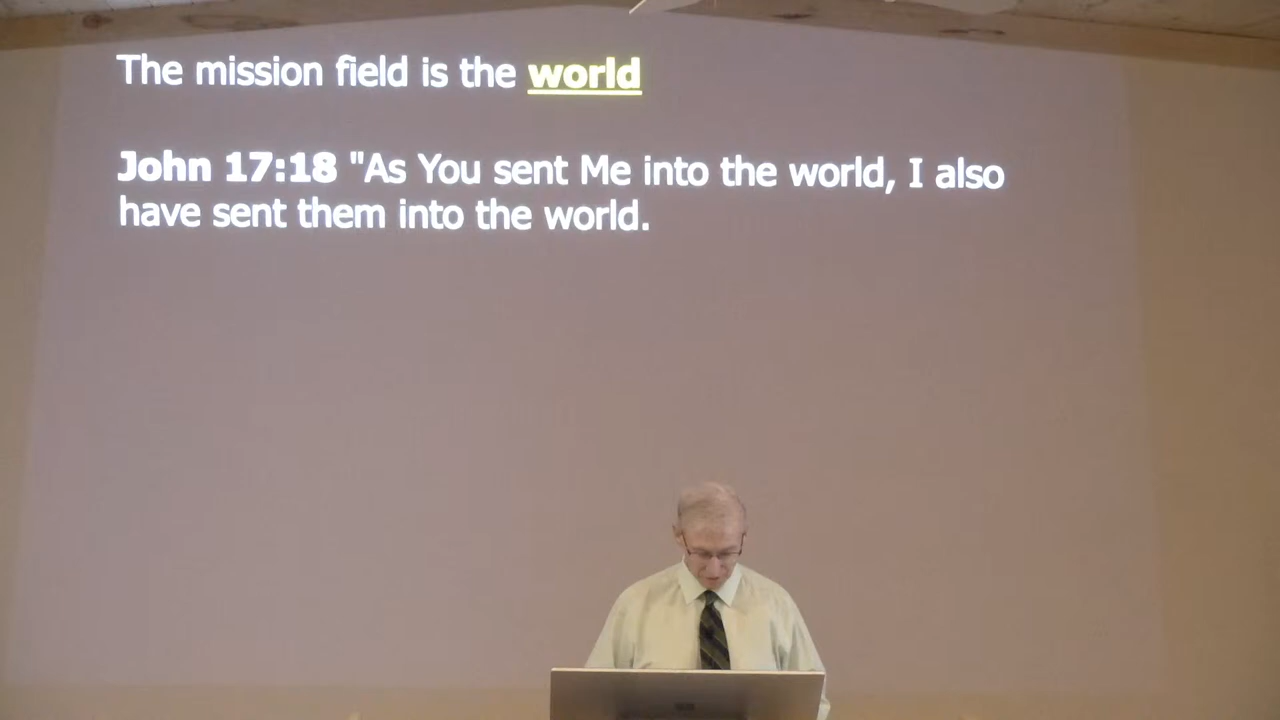 The mission field is the world
John 17:18 "As You sent Me into the world, I also
have sent them into the world.